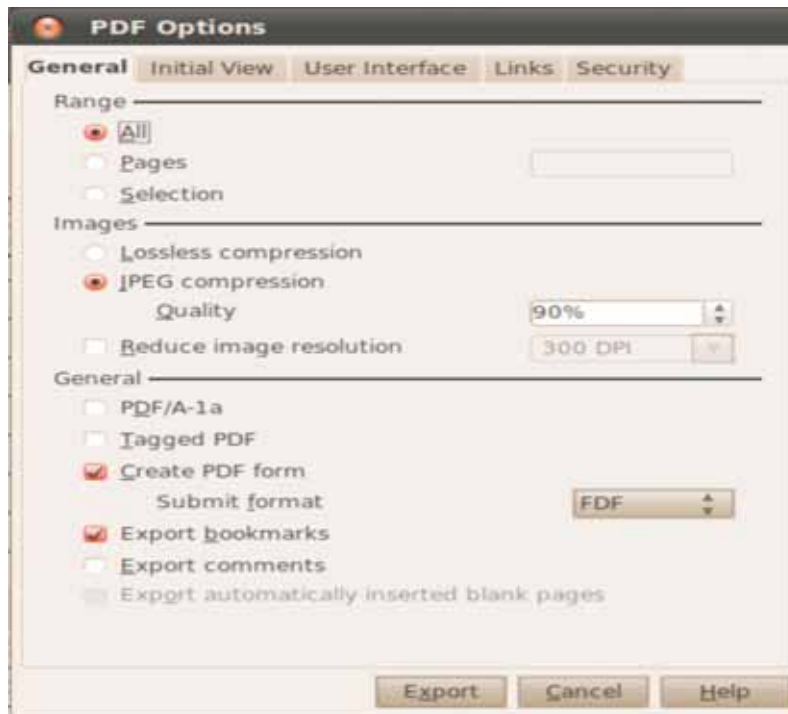 PDF Options
General Initial View User Interface Links Security
Range
All
Pages
Selection
Images
Lossless compression
JPEG compression
Quality 90%
Reduce image resolution 300 DPI
General
PDF/A-1a
Tagged PDF
Create PDF form
Submit format FDF
Export bookmarks
Export comments
Export automatically inserted blank pages
Export Cancel Help